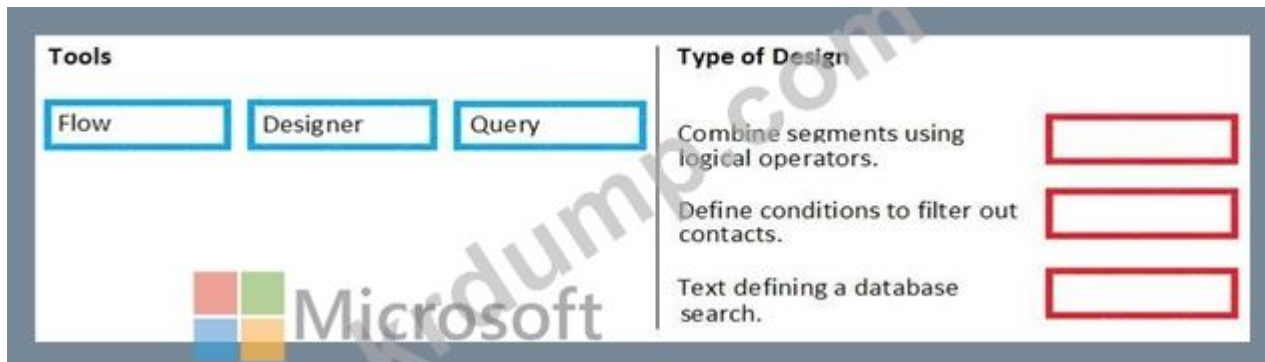 Tools
Flow
Designer
Query
Type of Design
Combine segments using
logical operators.
Define conditions to filter out
contacts.
Text defining a database
search.
Microsoft